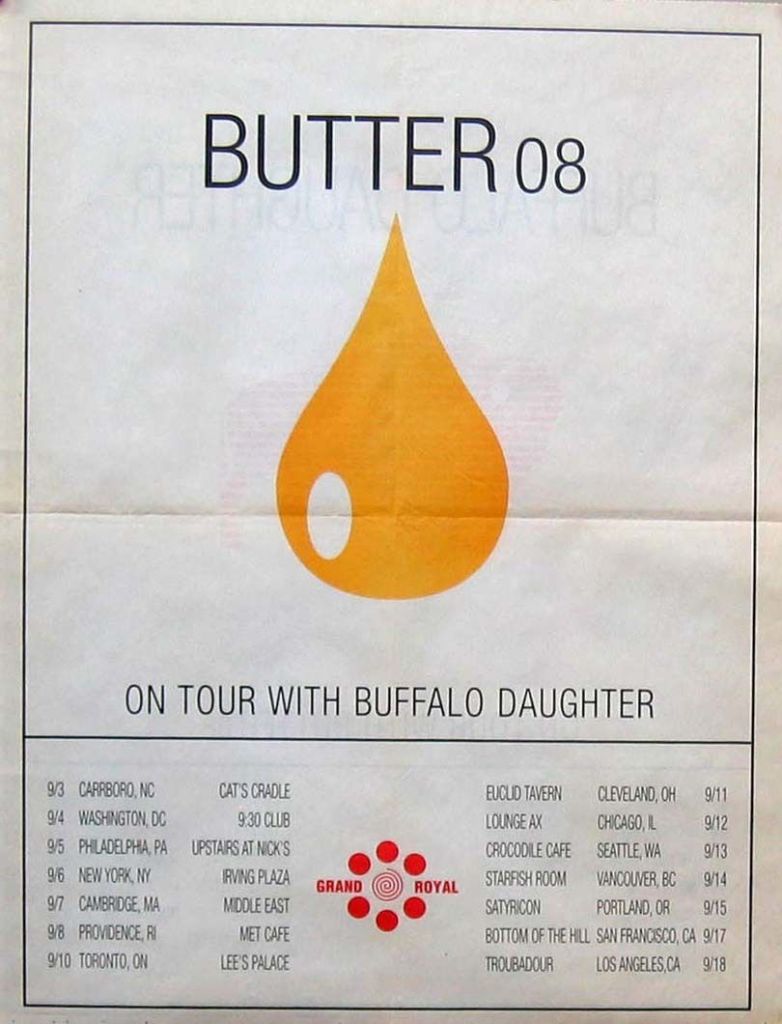 BUTTER 08
BUFFALO DAUGHTER
ON TOUR WITH BUFFALO DAUGHTER
9/3 CARRBORO, NC CAT'S CRADLE
9/4 WASHINGTON, DC 9:30 CLUB
9/5 PHILADELPHIA, PA UPSTAIRS AT NICK'S
9/6 NEW YORK, NY IRVING PLAZA
9/7 CAMBRIDGE, MA MIDDLE EAST
9/8 PROVIDENCE, RI MET CAFE
9/10 TORONTO, ON LEE'S PALACE
GRAND ROYAL
EUCLID TAVERN CLEVELAND, OH 9/11
LOUNGE AX CHICAGO, IL 9/12
CROCODILE CAFE SEATTLE, WA 9/13
STARFISH ROOM VANCOUVER, BC 9/14
SATYRICON PORTLAND, OR 9/15
BOTTOM OF THE HILL SAN FRANCISCO, CA 9/17
TROUBADOUR LOS ANGELES,CA 9/18